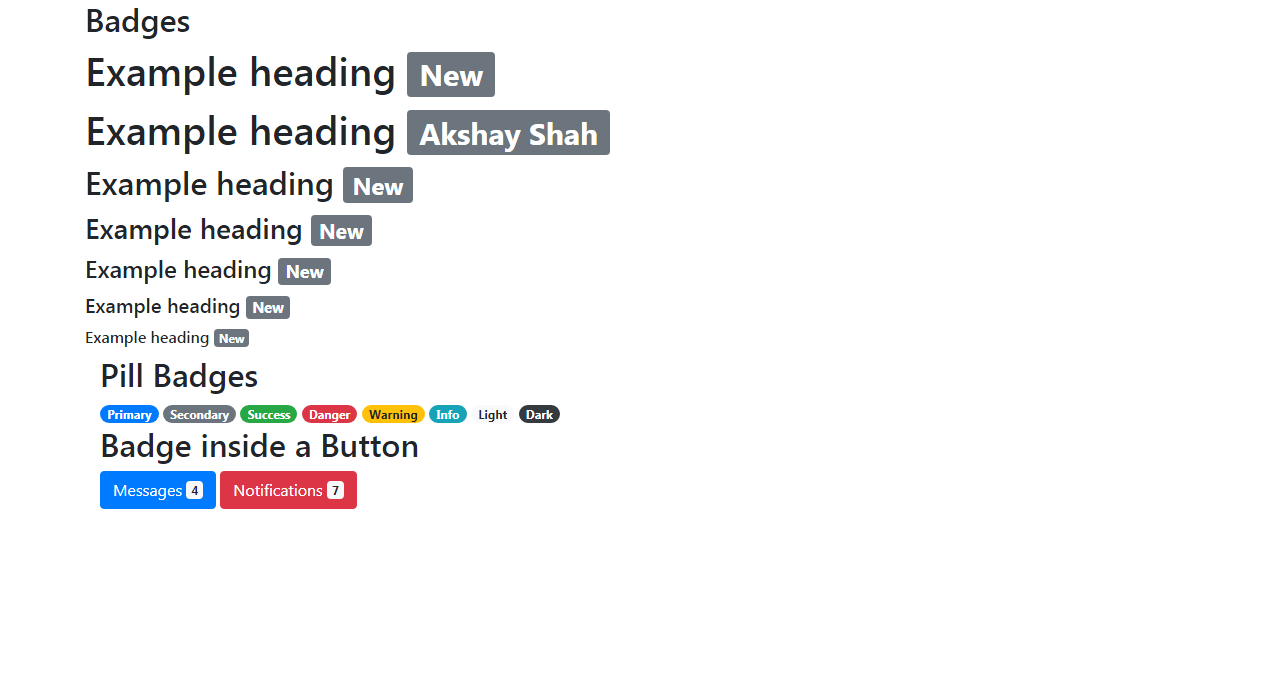 Badges
Example heading New
Example heading Akshay Shah
Example heading New
Example heading New
Example heading New
Example heading New
Example heading New
Pill Badges
Primary Secondary Success Danger Warning Info Light Dark
Badge inside a Button
Messages 4 Notifications 7